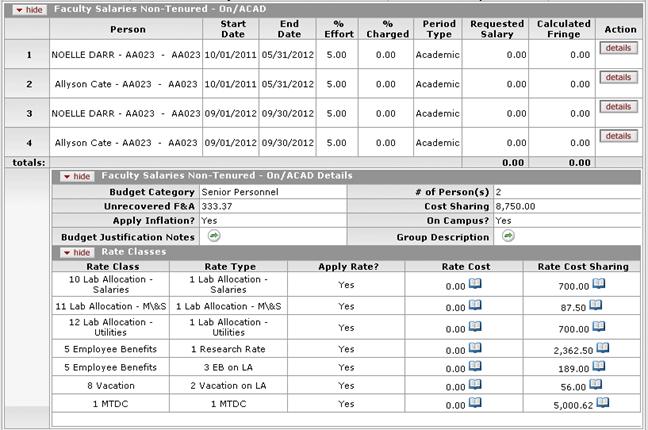 hide Faculty Salaries Non-Tenured - On/ACAD
Person Start Date End Date % Effort % Charged Period Type Requested Salary Calculated Fringe Action
1 NOELLE DARR - AA023 - AA023 10/01/2011 05/31/2012 5.00 0.00 Academic 0.00 0.00 details
2 Allyson Cate - AA023 - AA023 10/01/2011 05/31/2012 5.00 0.00 Academic 0.00 0.00 details
3 NOELLE DARR - AA023 - AA023 09/01/2012 09/30/2012 5.00 0.00 Academic 0.00 0.00 details
4 Allyson Cate - AA023 - AA023 09/01/2012 09/30/2012 5.00 0.00 Academic 0.00 0.00 details
totals: 0.00 0.00
hide Faculty Salaries Non-Tenured - On/ACAD Details
Budget Category Senior Personnel # of Person(s) 2
Unrecovered F&A 333.37 Cost Sharing 8,750.00
Apply Inflation? Yes On Campus? Yes
Budget Justification Notes Group Description
hide Rate Classes
Rate Class Rate Type Apply Rate? Rate Cost Rate Cost Sharing
10 Lab Allocation - Salaries 1 Lab Allocation - Salaries Yes 0.00 700.00
11 Lab Allocation - M\&S 1 Lab Allocation - M\&S Yes 0.00 87.50
12 Lab Allocation - Utilities 1 Lab Allocation - Utilities Yes 0.00 700.00
5 Employee Benefits 1 Research Rate Yes 0.00 2,362.50
5 Employee Benefits 3 EB on LA Yes 0.00 189.00
8 Vacation 2 Vacation on LA Yes 0.00 56.00
1 MTDC 1 MTDC Yes 0.00 5,000.62